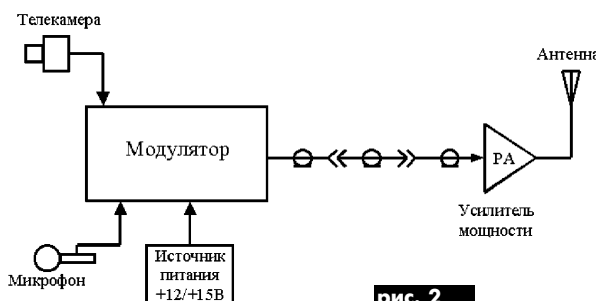 Телекамера
Антенна
Модулятор
PA
Усилитель
мощности
Микрофон
Источник
питания
+12/+15В
рис. 2